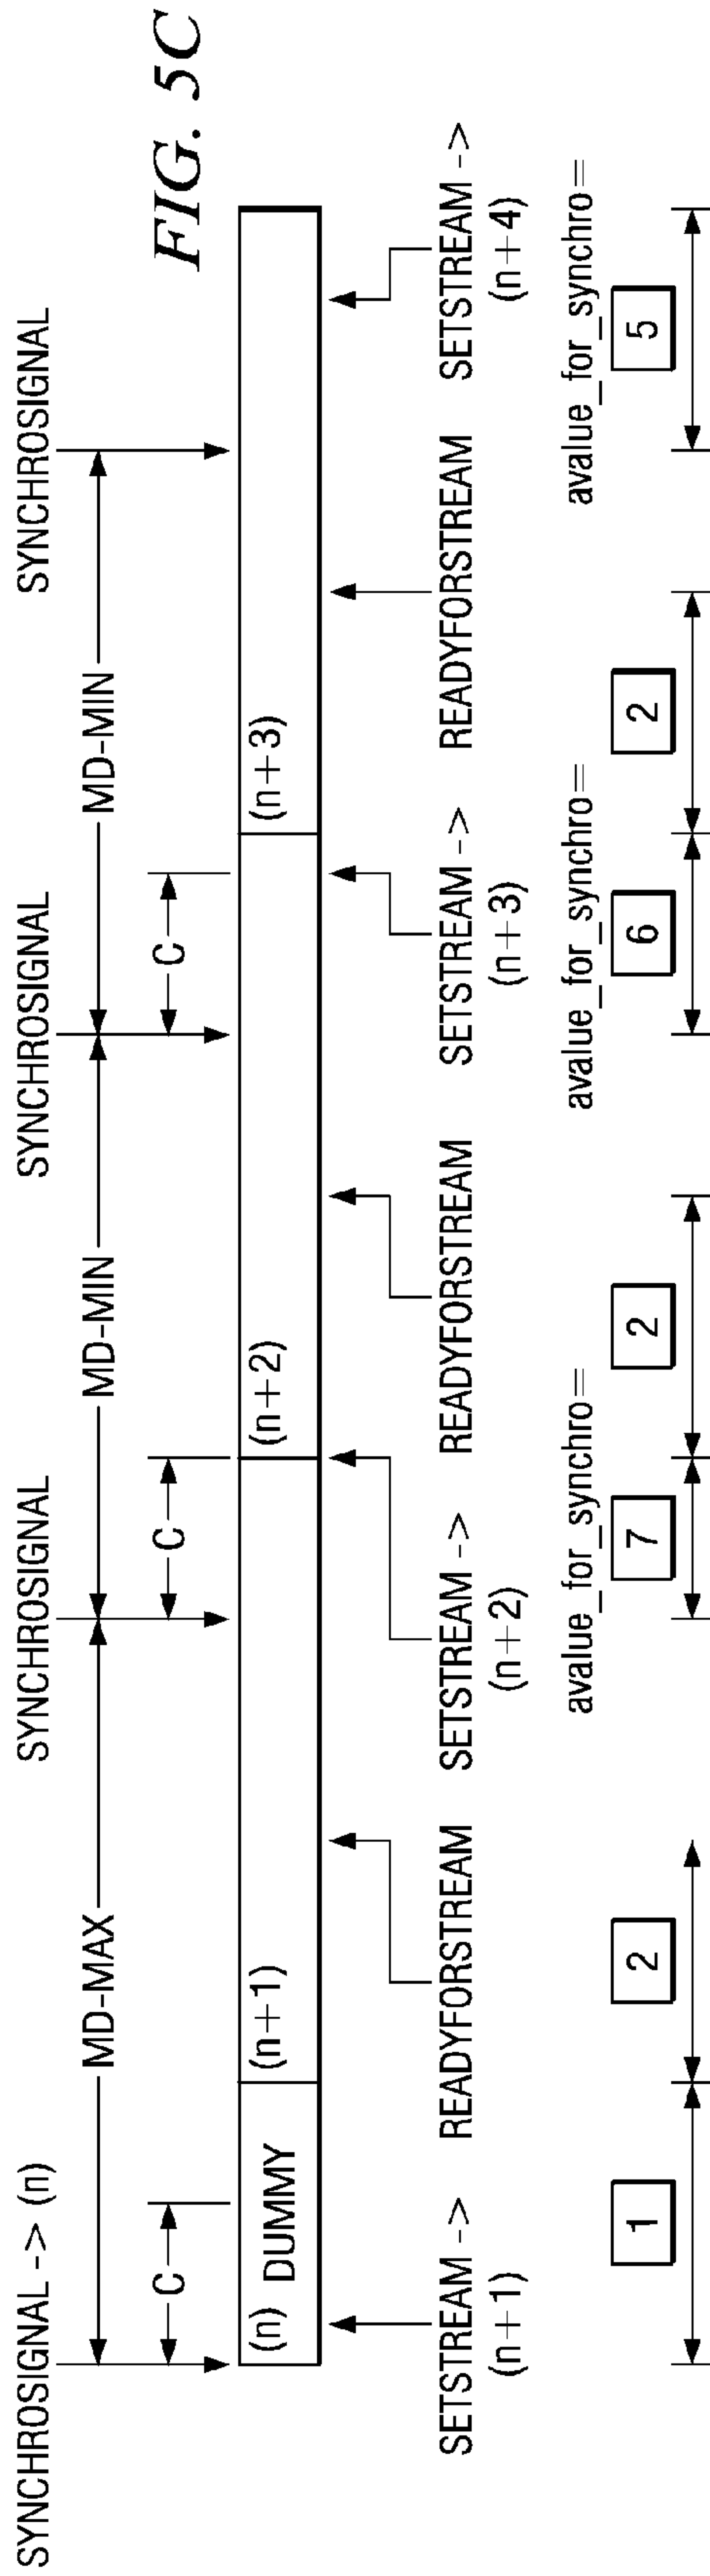 FIG. 5C
SYNCHROSIGNAL -> (n)
SYNCHROSIGNAL
SYNCHROSIGNAL
SYNCHROSIGNAL
MD-MAX
MD-MIN
MD-MIN
C
C
C
(n) DUMMY
(n+1)
(n+2)
(n+3)
SETSTREAM ->
(n+1)
READYFORSTREAM
SETSTREAM ->
(n+2)
READYFORSTREAM
SETSTREAM ->
(n+3)
READYFORSTREAM
SETSTREAM ->
(n+4)
avalue_for_synchro=
avalue_for_synchro=
avalue_for_synchro=
1
2
7
2
6
2
5